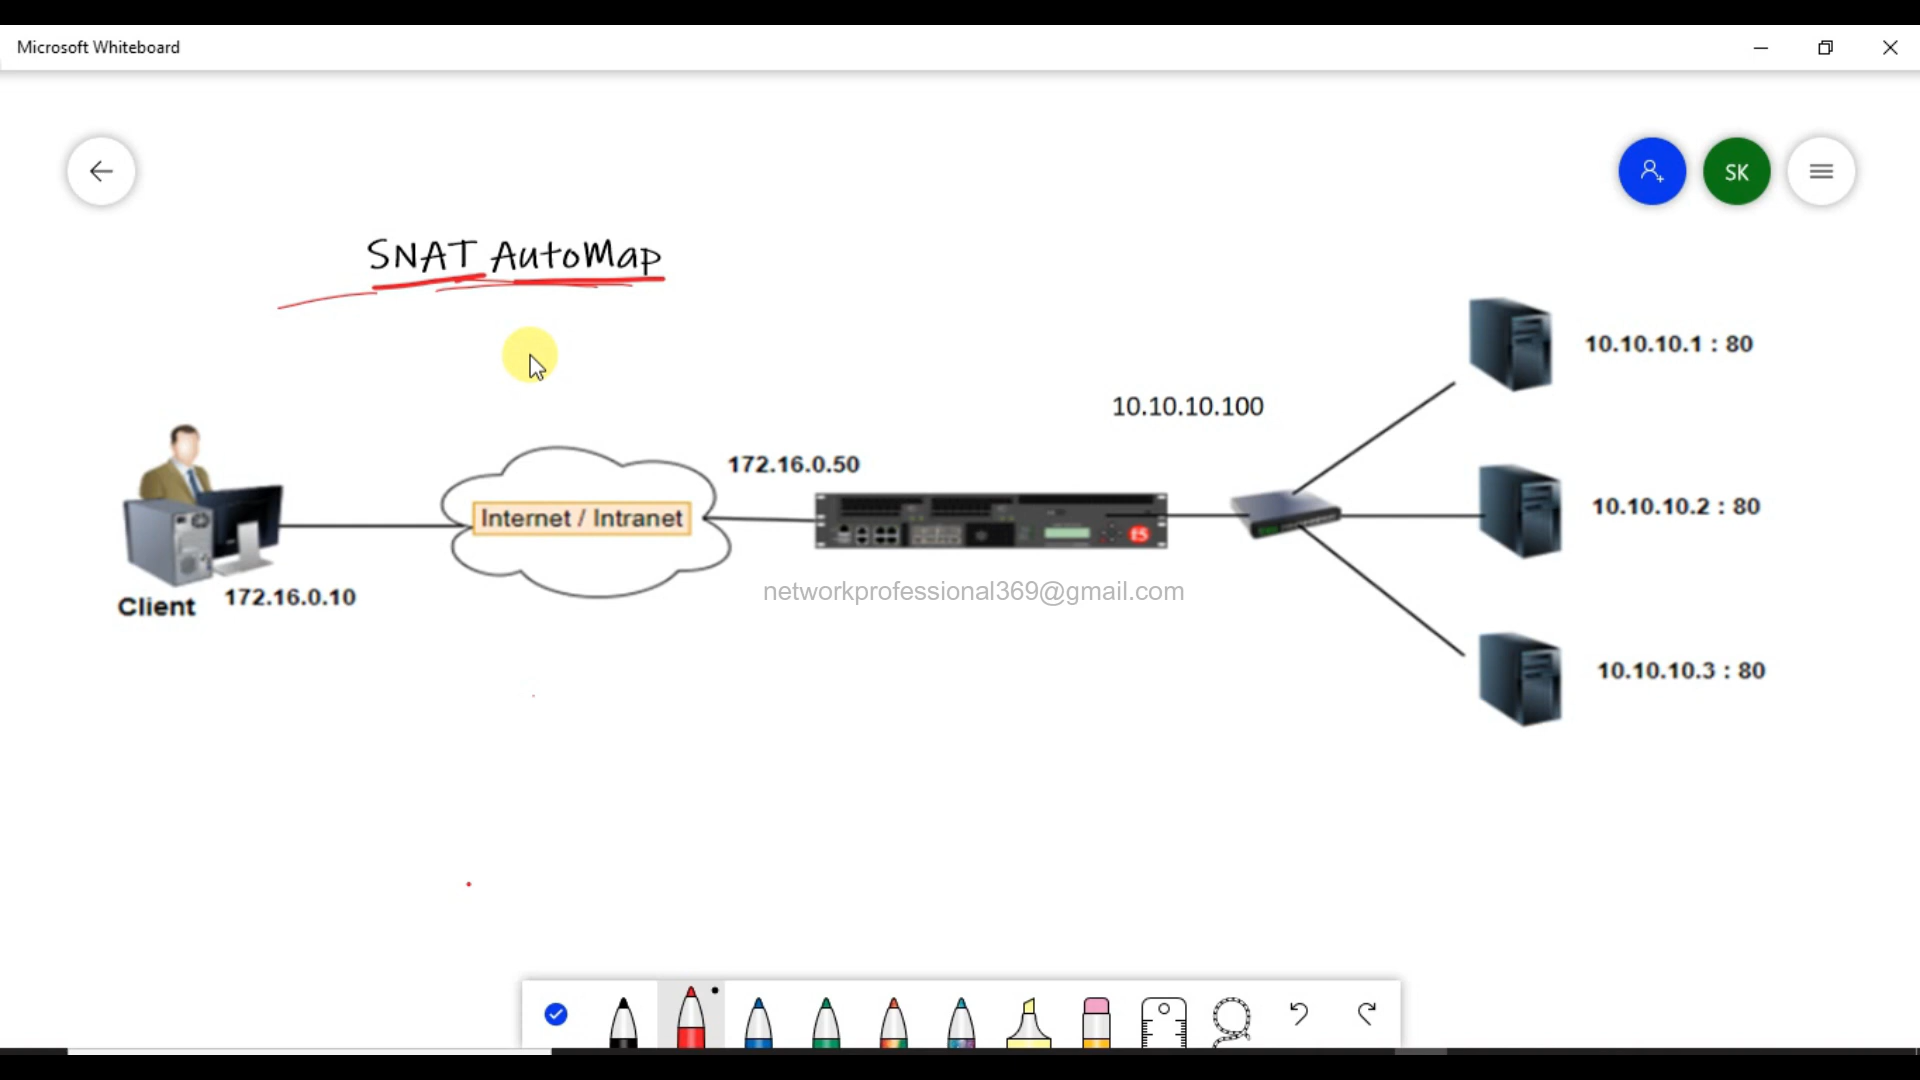 Microsoft Whiteboard
SK
SNAT AutoMap
10.10.10.1 : 80
10.10.10.100
172.16.0.50
Internet / Intranet
10.10.10.2 : 80
f5
networkprofessional369@gmail.com
Client 172.16.0.10
10.10.10.3 : 80